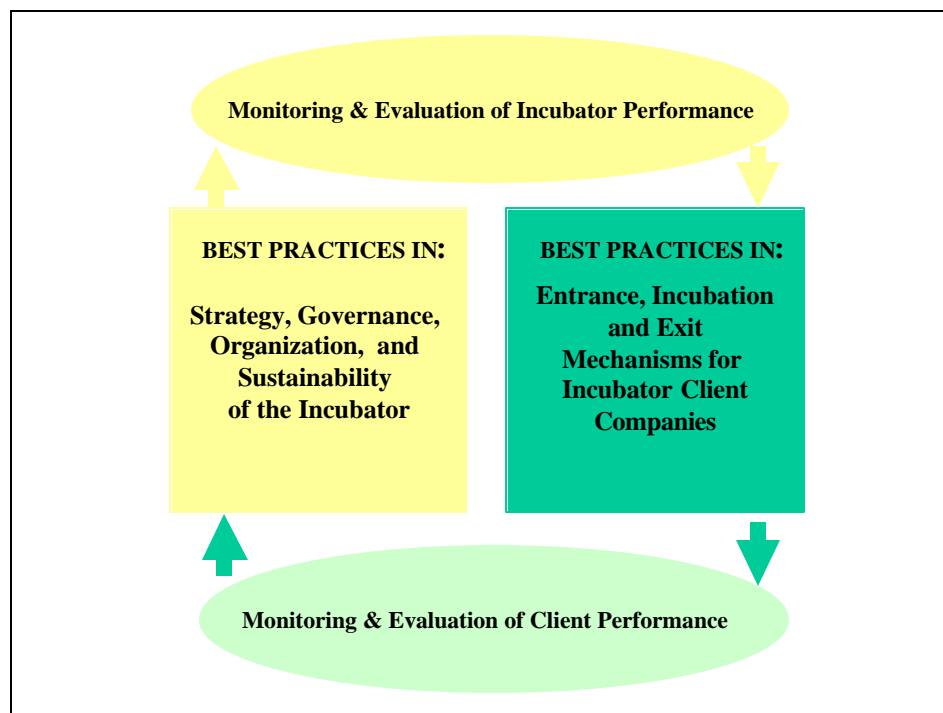 Monitoring & Evaluation of Incubator Performance
BEST PRACTICES IN:
Strategy, Governance,
Organization, and
Sustainability
of the Incubator
BEST PRACTICES IN:
Entrance, Incubation
and Exit
Mechanisms for
Incubator Client
Companies
Monitoring & Evaluation of Client Performance